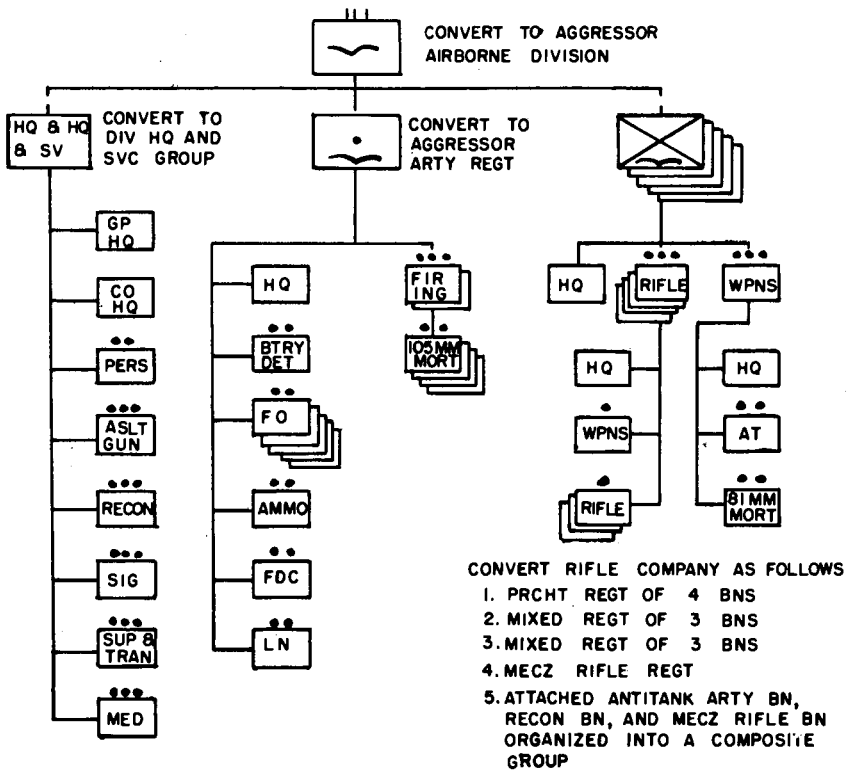 CONVERT TO AGGRESSOR
AIRBORNE DIVISION
HQ & HQ
& SV
CONVERT TO
DIV HQ AND
SVC GROUP
CONVERT TO
AGGRESSOR
ARTY REGT
GP
HQ
CO
HQ
PERS
ASLT
GUN
RECON
SIG
SUP &
TRAN
MED
HQ
BTRY
DET
FO
AMMO
FDC
LN
FIR
ING
105MM
MORT
HQ
RIFLE
WPNS
HQ
WPNS
RIFLE
HQ
AT
81MM
MORT
CONVERT RIFLE COMPANY AS FOLLOWS
1. PRCHT REGT OF 4 BNS
2. MIXED REGT OF 3 BNS
3. MIXED REGT OF 3 BNS
4. MECZ RIFLE REGT
5. ATTACHED ANTITANK ARTY BN,
RECON BN, AND MECZ RIFLE BN
ORGANIZED INTO A COMPOSITE
GROUP